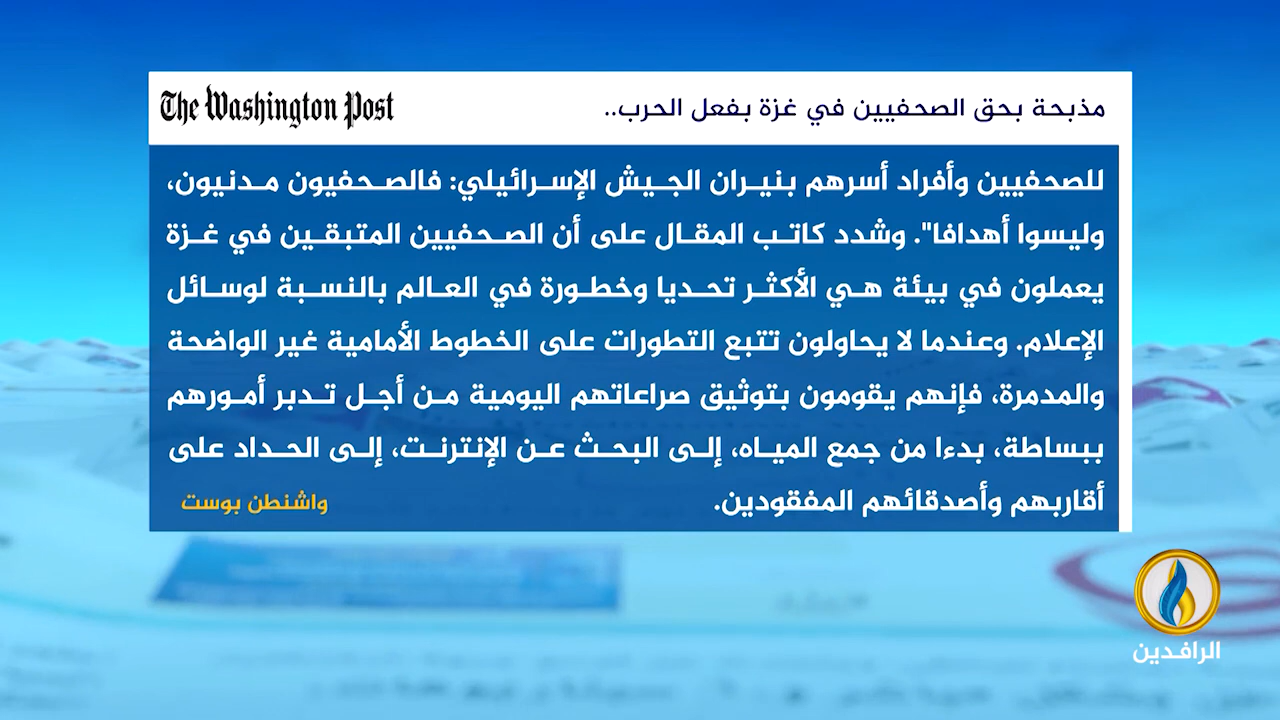 The Washington Post
مذبحة بحق الصحفيين في غزة بفعل الحرب..
للصحفيين وأفراد أسرهم بنيران الجيش الإسرائيلي: فالصحفيون مدنيون،
وليسوا أهدافا". وشدد كاتب المقال على أن الصحفيين المتبقين في غزة
يعملون في بيئة هي الأكثر تحديا وخطورة في العالم بالنسبة لوسائل
الإعلام. وعندما لا يحاولون تتبع التطورات على الخطوط الأمامية غير الواضحة
والمدمرة، فإنهم يقومون بتوثيق صراعاتهم اليومية من أجل تدبر أمورهم
ببساطة، بدءا من جمع المياه، إلى البحث عن الإنترنت، إلى الحداد على
أقاربهم وأصدقائهم المفقودين.
واشنطن بوست
الرافدين